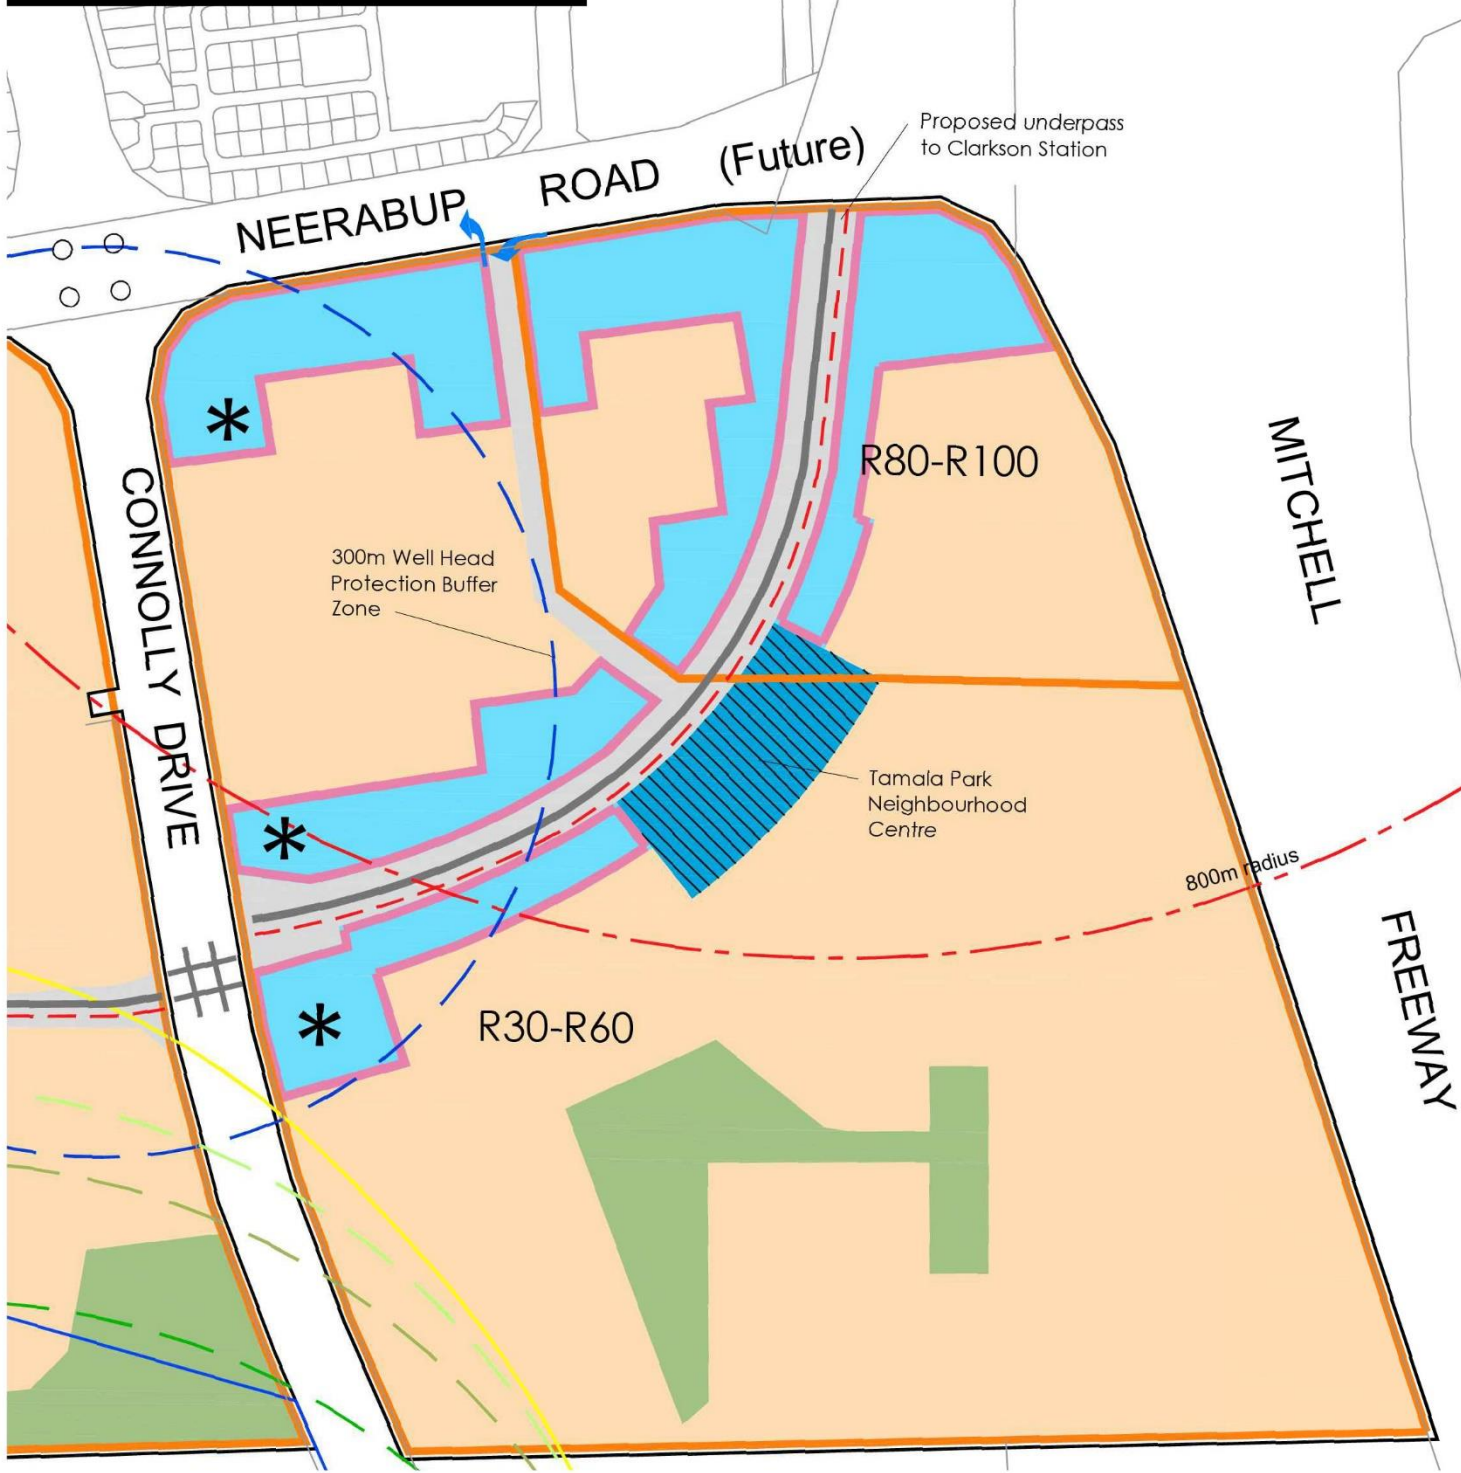 Proposed underpass
to Clarkson Station
NEERABUP ROAD (Future)
R80-R100
MITCHELL
CONNOLLY DRIVE
300m Well Head
Protection Buffer
Zone
Tamala Park
Neighbourhood
Centre
800m radius
FREEWAY
R30-R60